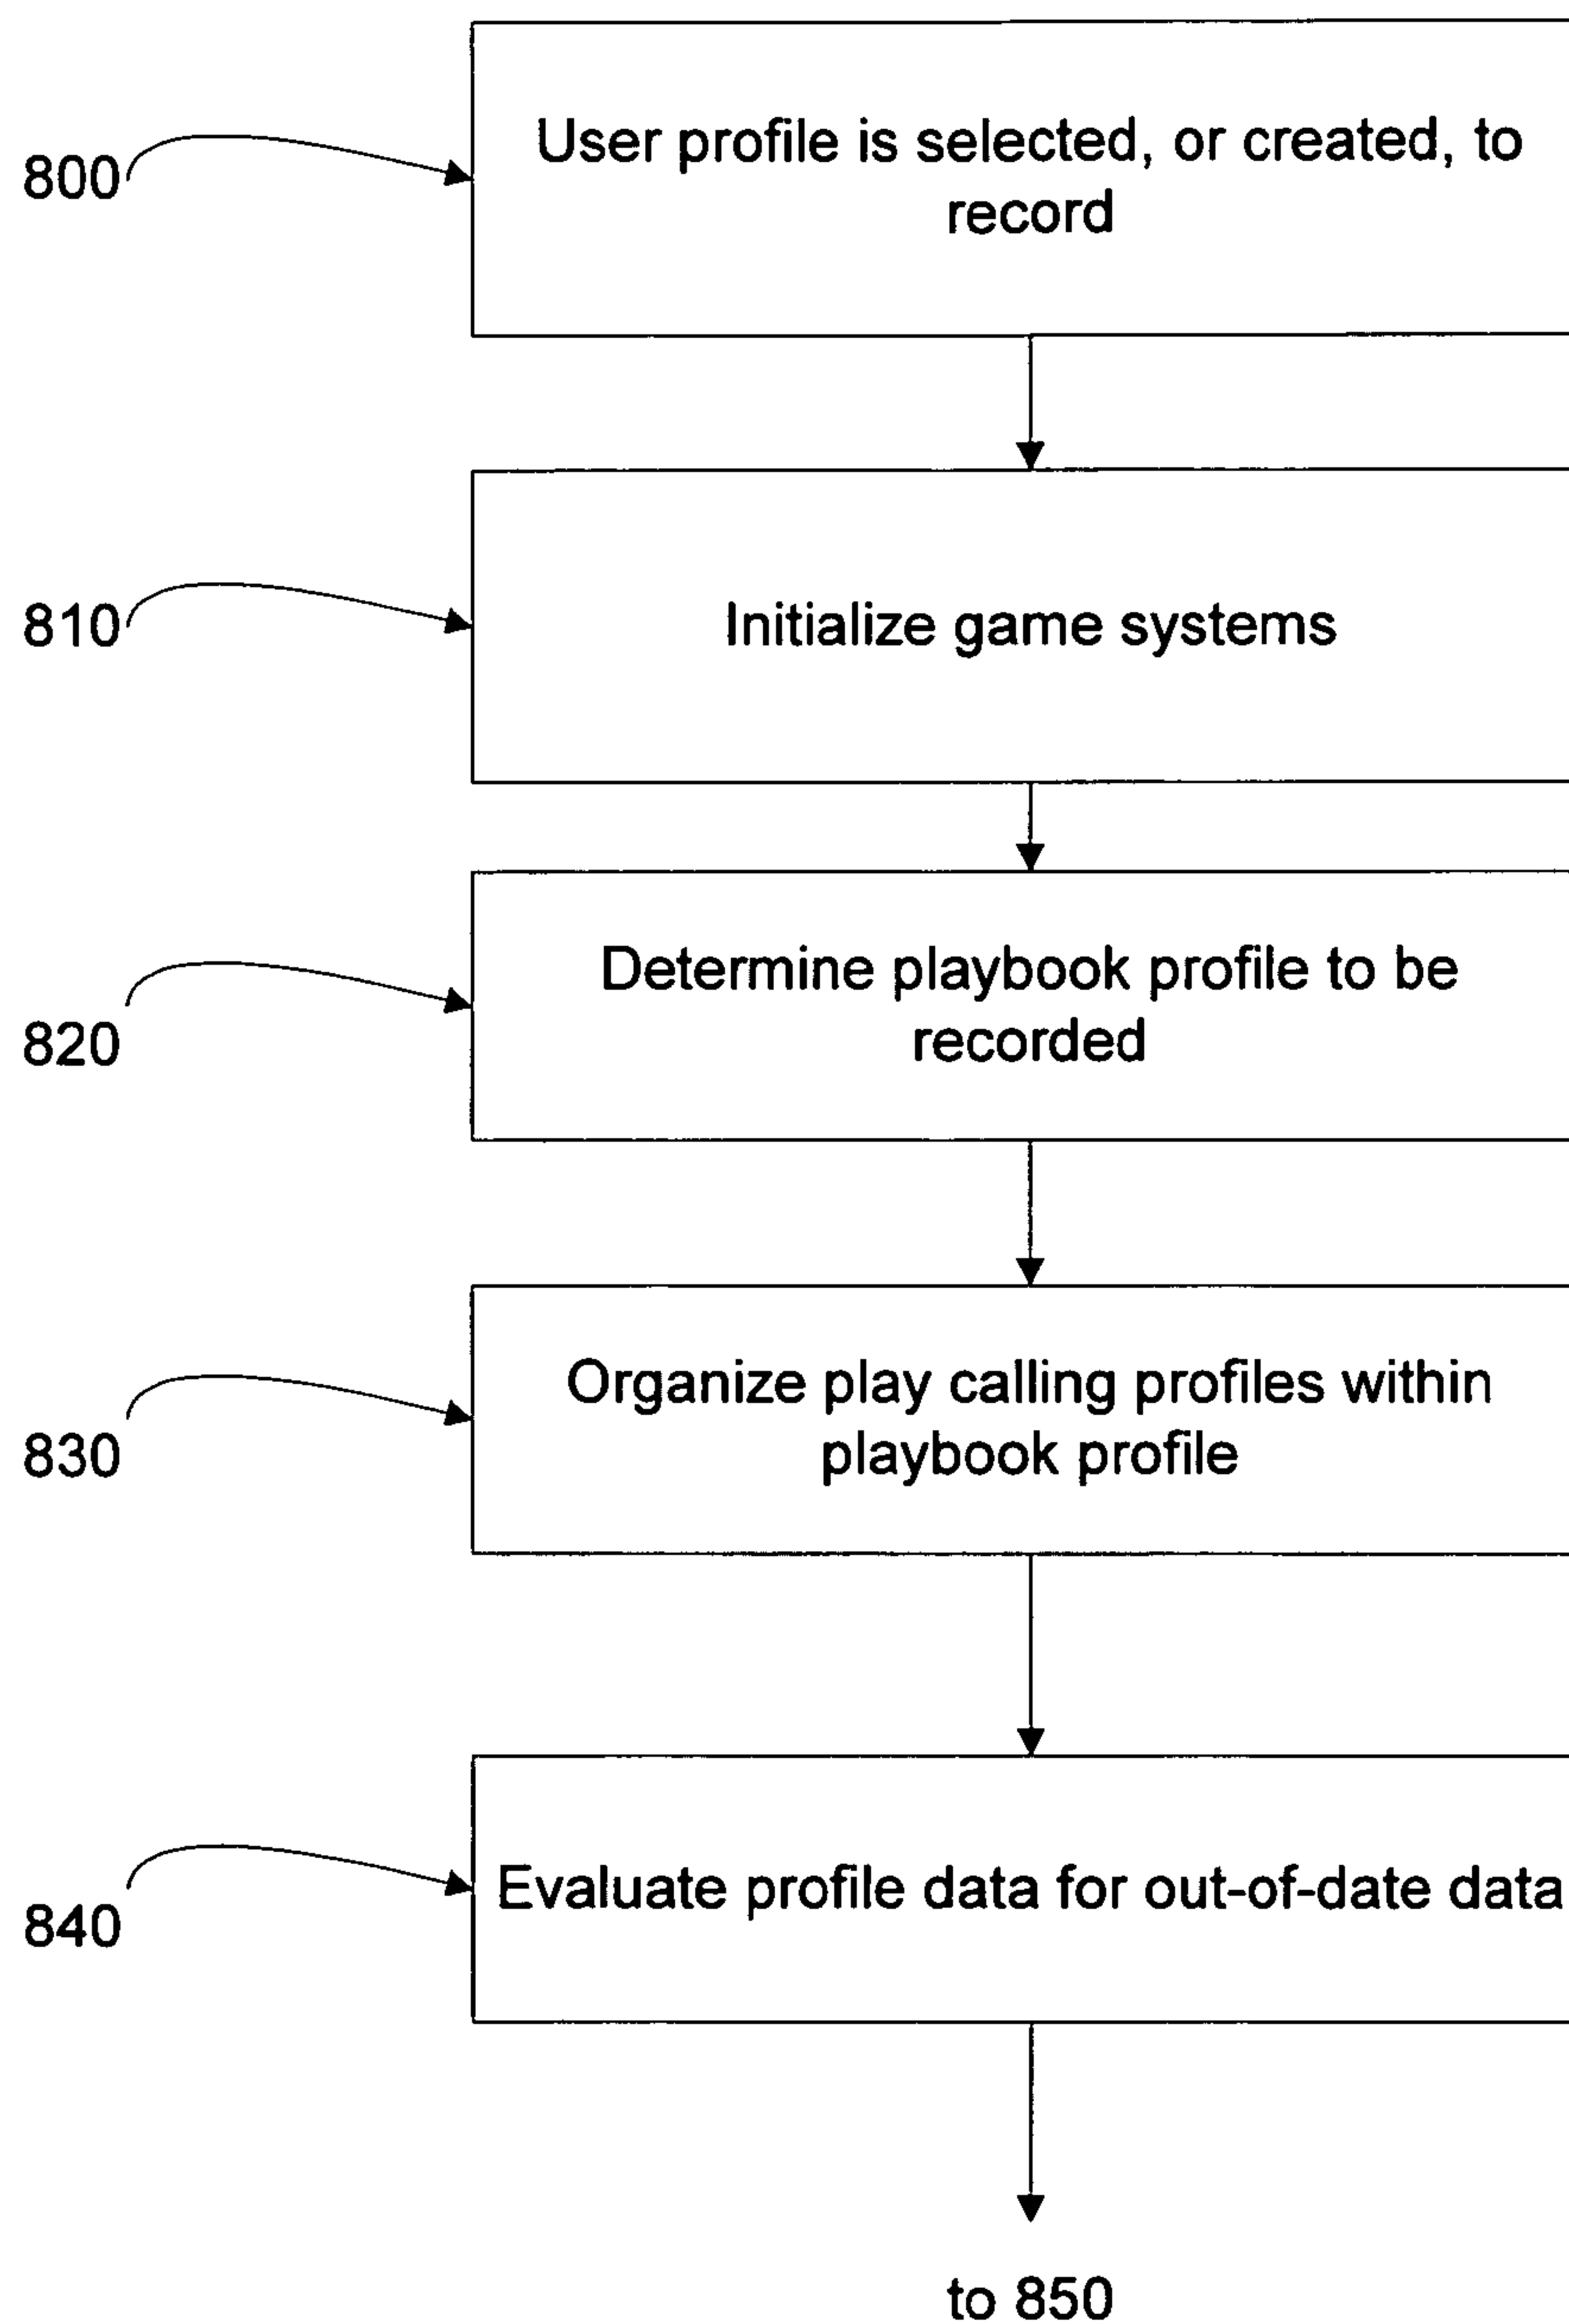 800
User profile is selected, or created, to
record
810
Initialize game systems
820
Determine playbook profile to be
recorded
830
Organize play calling profiles within
playbook profile
840
Evaluate profile data for out-of-date data
to 850